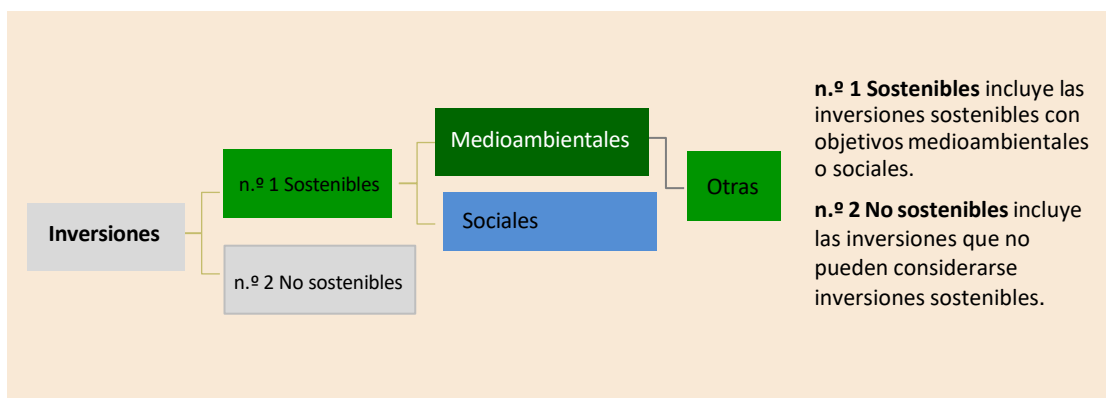 Inversiones
n.º 1 Sostenibles
n.º 2 No sostenibles
Medioambientales
Sociales
Otras
n.º 1 Sostenibles incluye las
inversiones sostenibles con
objetivos medioambientales
o sociales.
n.º 2 No sostenibles incluye
las inversiones que no
pueden considerarse
inversiones sostenibles.